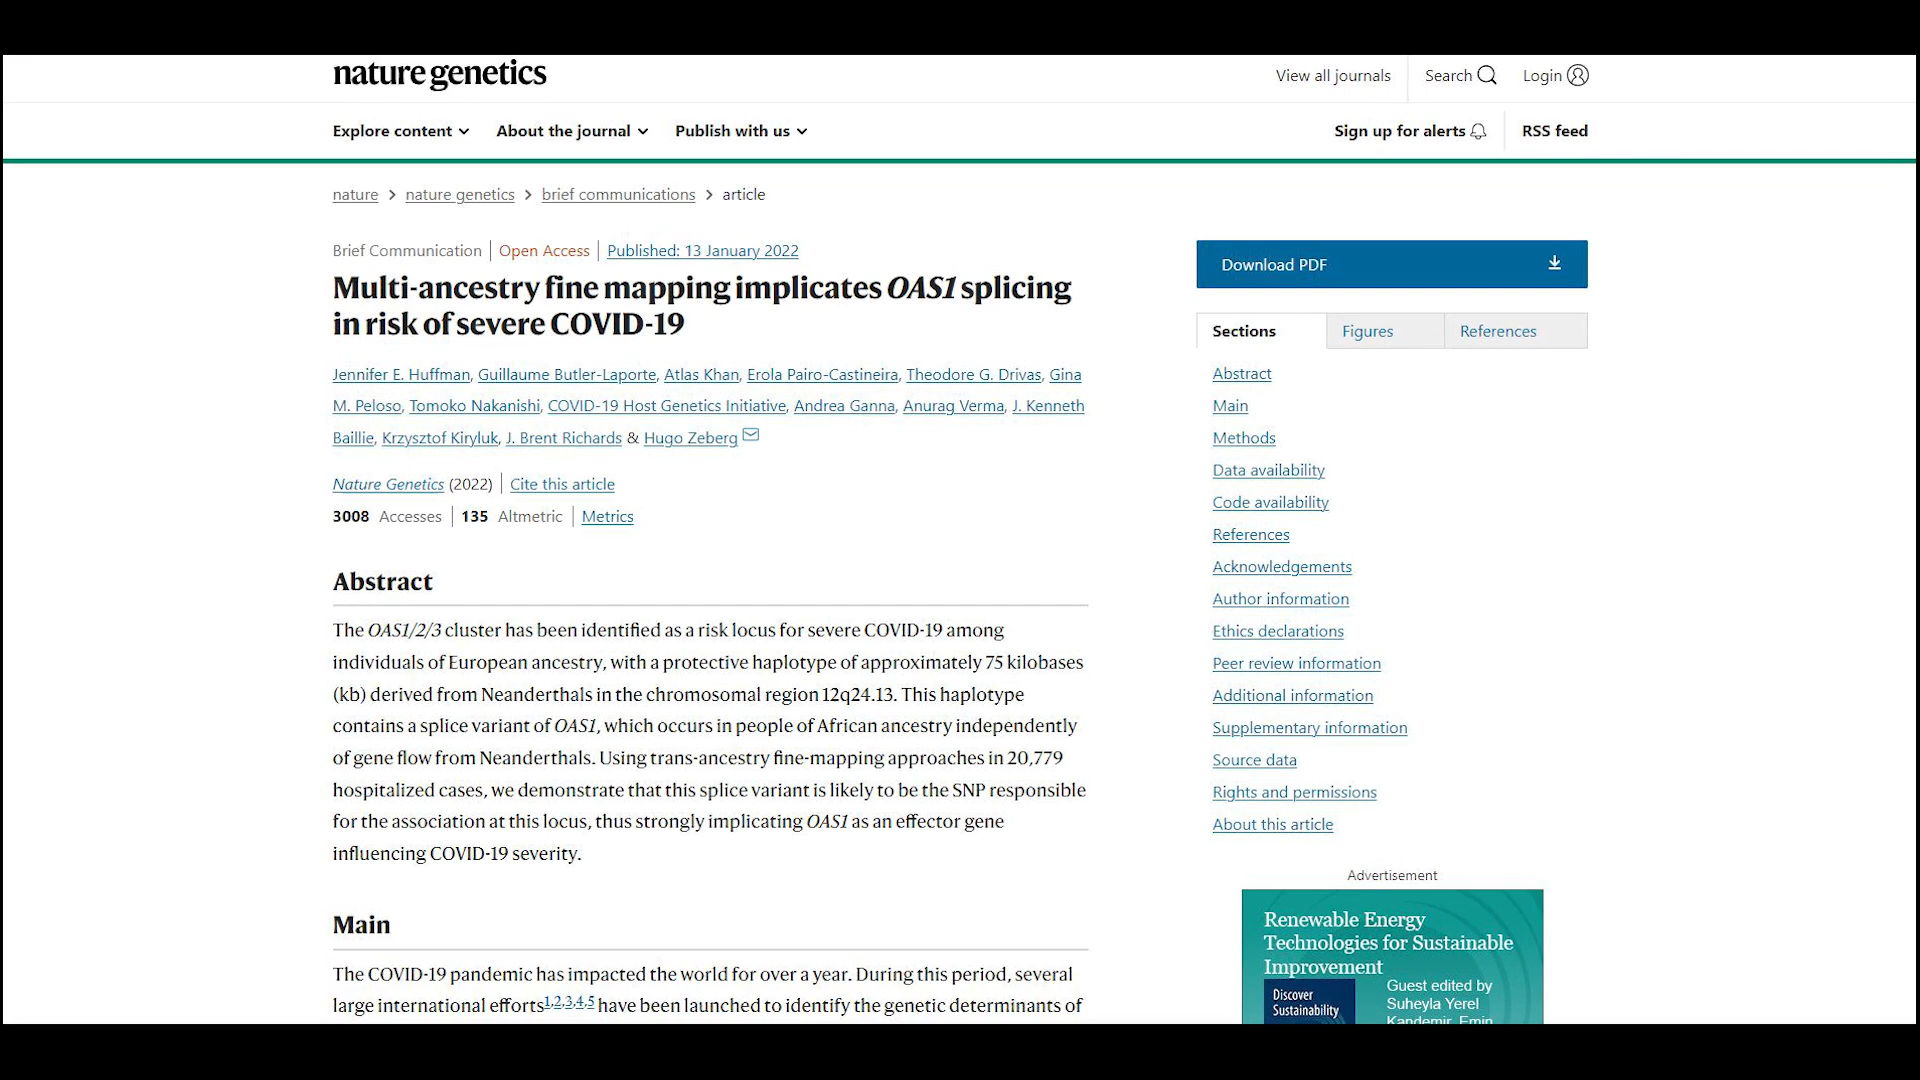 nature genetics
View all journals
Search
Login
Explore content
About the journal
Publish with us
Sign up for alerts
RSS feed
nature > nature genetics > brief communications > article
Brief Communication | Open Access | Published: 13 January 2022
Multi-ancestry fine mapping implicates OAS1 splicing
in risk of severe COVID-19
Jennifer E. Huffman, Guillaume Butler-Laporte, Atlas Khan, Erola Pairo-Castineira, Theodore G. Drivas, Gina
M. Peloso, Tomoko Nakanishi, COVID-19 Host Genetics Initiative, Andrea Ganna, Anurag Verma, J. Kenneth
Baillie, Krzysztof Kiryluk, J. Brent Richards & Hugo Zeberg
Nature Genetics (2022) | Cite this article
3008 Accesses | 135 Altmetric | Metrics
Abstract
The OAS1/2/3 cluster has been identified as a risk locus for severe COVID-19 among
individuals of European ancestry, with a protective haplotype of approximately 75 kilobases
(kb) derived from Neanderthals in the chromosomal region 12q24.13. This haplotype
contains a splice variant of OAS1, which occurs in people of African ancestry independently
of gene flow from Neanderthals. Using trans-ancestry fine-mapping approaches in 20,779
hospitalized cases, we demonstrate that this splice variant is likely to be the SNP responsible
for the association at this locus, thus strongly implicating OAS1 as an effector gene
influencing COVID-19 severity.
Main
The COVID-19 pandemic has impacted the world for over a year. During this period, several
large international efforts1,2,3,4,5 have been launched to identify the genetic determinants of
Download PDF
Sections
Figures
References
Abstract
Main
Methods
Data availability
Code availability
References
Acknowledgements
Author information
Ethics declarations
Peer review information
Additional information
Supplementary information
Source data
Rights and permissions
About this article
Advertisement
Renewable Energy
Technologies for Sustainable
Improvement
Discover
Sustainability
Guest edited by
Suheyla Yerel
Kandemir, Emin